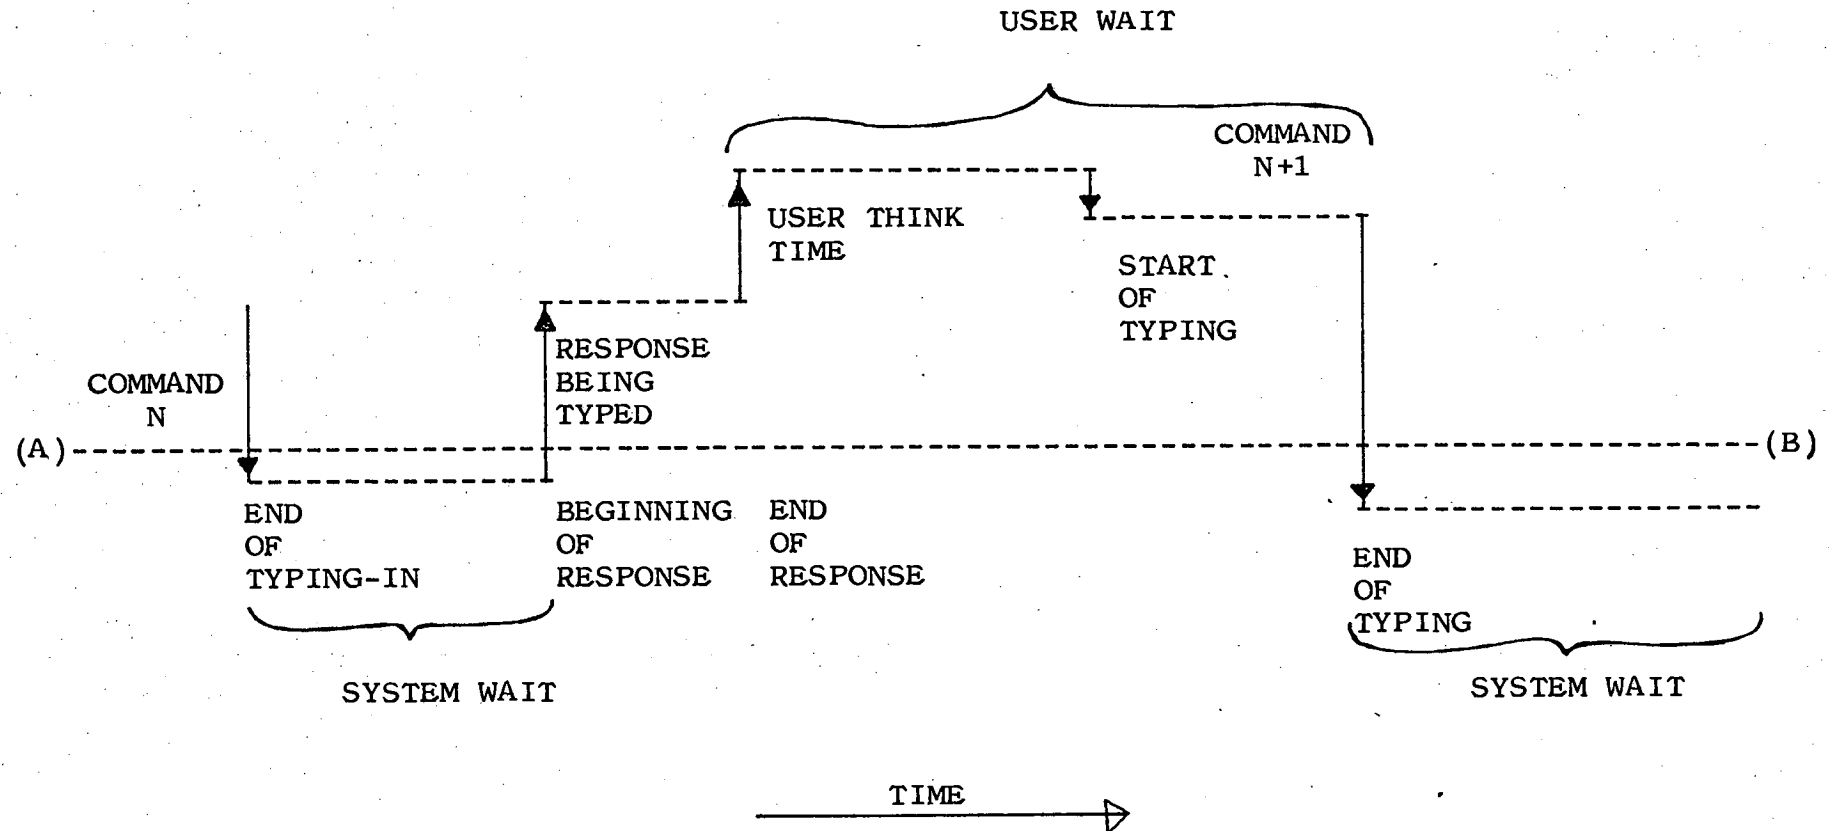 USER WAIT
COMMAND
N+1
USER THINK
TIME
START
OF
TYPING
RESPONSE
BEING
TYPED
COMMAND
N
(A)
(B)
END
OF
TYPING-IN
BEGINNING
OF
RESPONSE
END
OF
RESPONSE
END
OF
TYPING
SYSTEM WAIT
SYSTEM WAIT
TIME